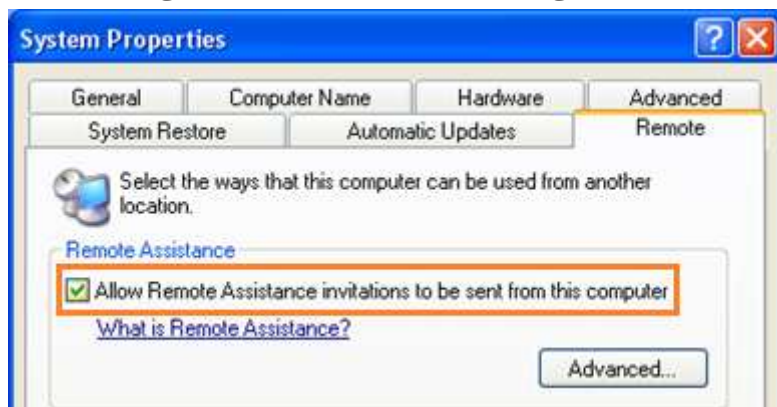 System Properties
General Computer Name Hardware Advanced
System Restore Automatic Updates Remote
Select the ways that this computer can be used from another
location.
Remote Assistance
Allow Remote Assistance invitations to be sent from this computer
What is Remote Assistance?
Advanced...